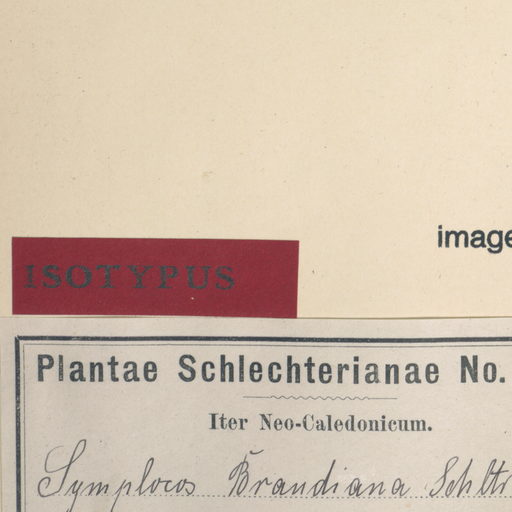 image
ISOTYPUS
Plantae Schlechterianae No.
Iter Neo-Caledonicum.
Symplocos Brandiana Schltr